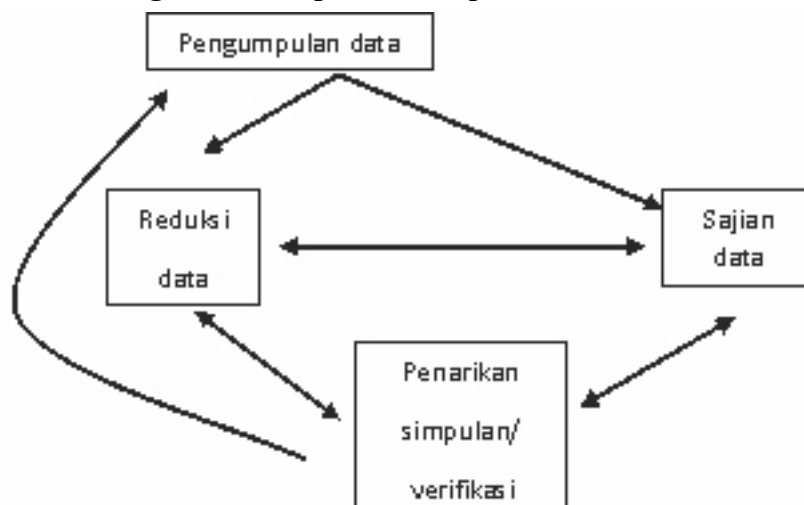 Pengumpulan data
Reduksi
data
Sajian
data
Penarikan
simpulan/
verifikasi